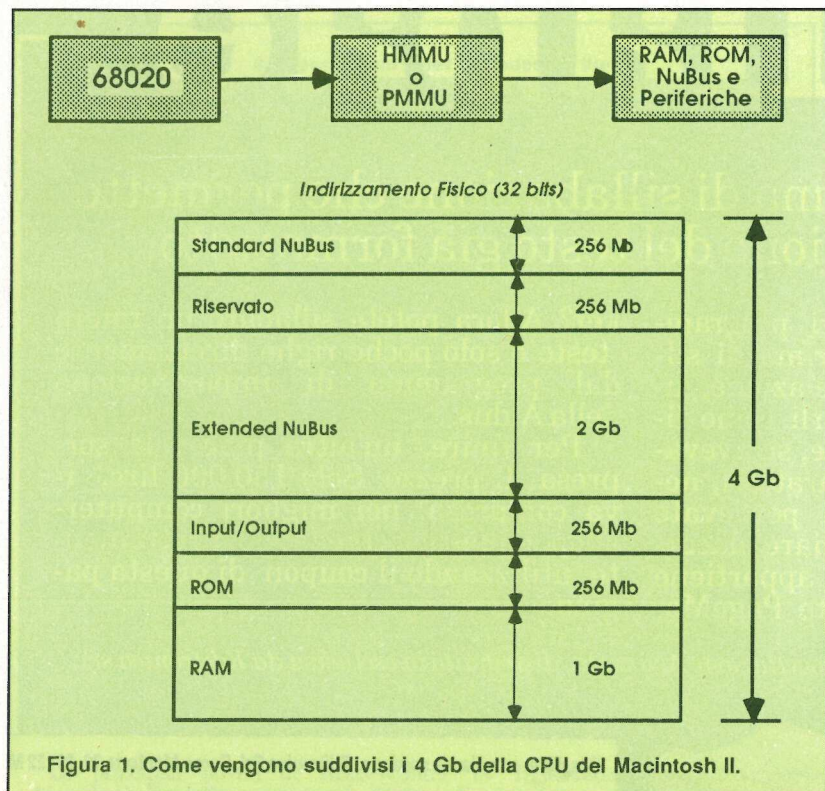 68020
HMMU
o
PMMU
RAM, ROM,
NuBus e
Periferiche
Indirizzamento Fisico (32 bits)
Standard NuBus 256 Mb
Riservato 256 Mb
Extended NuBus 2 Gb
4 Gb
Input/Output 256 Mb
ROM 256 Mb
RAM 1 Gb
Figura 1. Come vengono suddivisi i 4 Gb della CPU del Macintosh II.